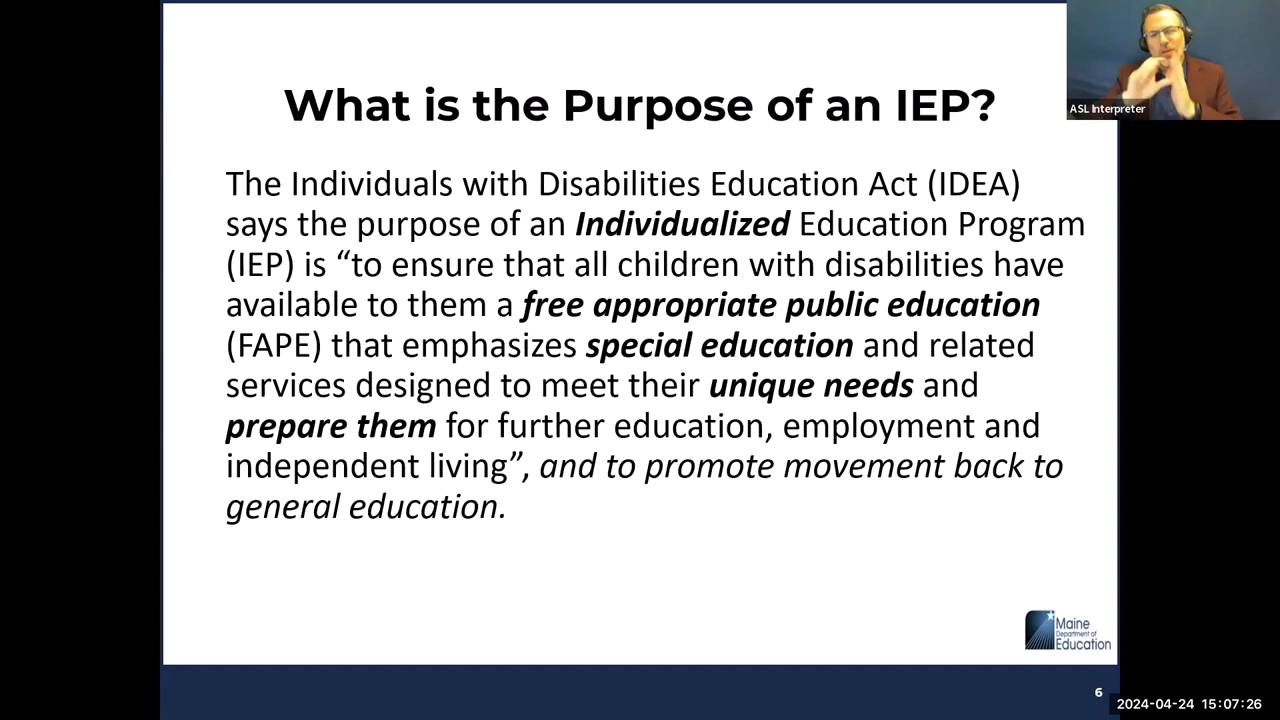 What is the Purpose of an IEP?
ASL Interpreter
The Individuals with Disabilities Education Act (IDEA)
says the purpose of an Individualized Education Program
(IEP) is “to ensure that all children with disabilities have
available to them a free appropriate public education
(FAPE) that emphasizes special education and related
services designed to meet their unique needs and
prepare them for further education, employment and
independent living”, and to promote movement back to
general education.
Maine
Department of
Education
6
2024-04-24 15:07:26